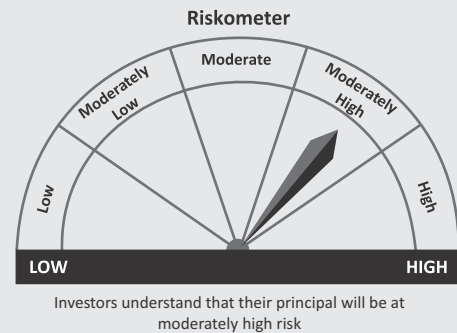 Riskometer
Moderate
Moderately
Low
Moderately
High
Low
High
LOW
HIGH
Investors understand that their principal will be at
moderately high risk